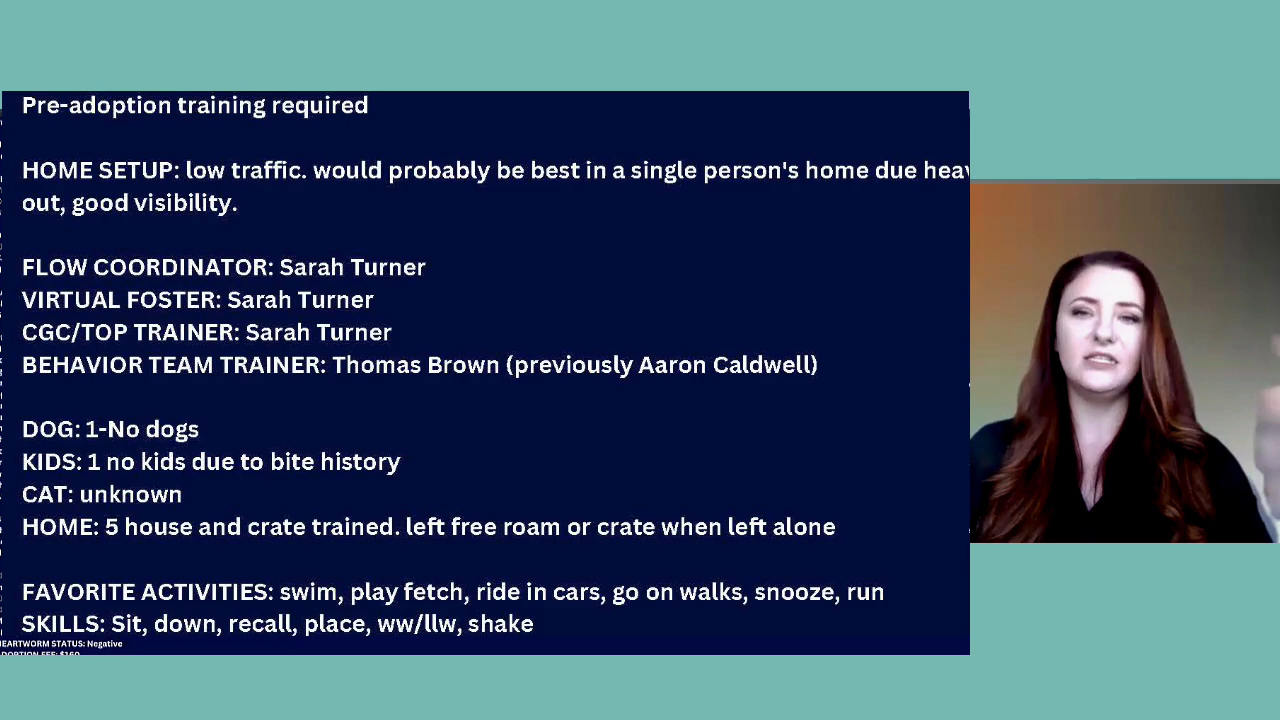 Pre-adoption training required
HOME SETUP: low traffic. would probably be best in a single person's home due
out, good visibility.
FLOW COORDINATOR: Sarah Turner
VIRTUAL FOSTER: Sarah Turner
CGC/TOP TRAINER: Sarah Turner
BEHAVIOR TEAM TRAINER: Thomas Brown (previously Aaron Caldwell)
DOG: 1-No dogs
KIDS: 1 no kids due to bite history
CAT: unknown
HOME: 5 house and crate trained. left free roam or crate when left alone
FAVORITE ACTIVITIES: swim, play fetch, ride in cars, go on walks, snooze, run
SKILLS: Sit, down, recall, place, ww/llw, shake
STATUS: Negative